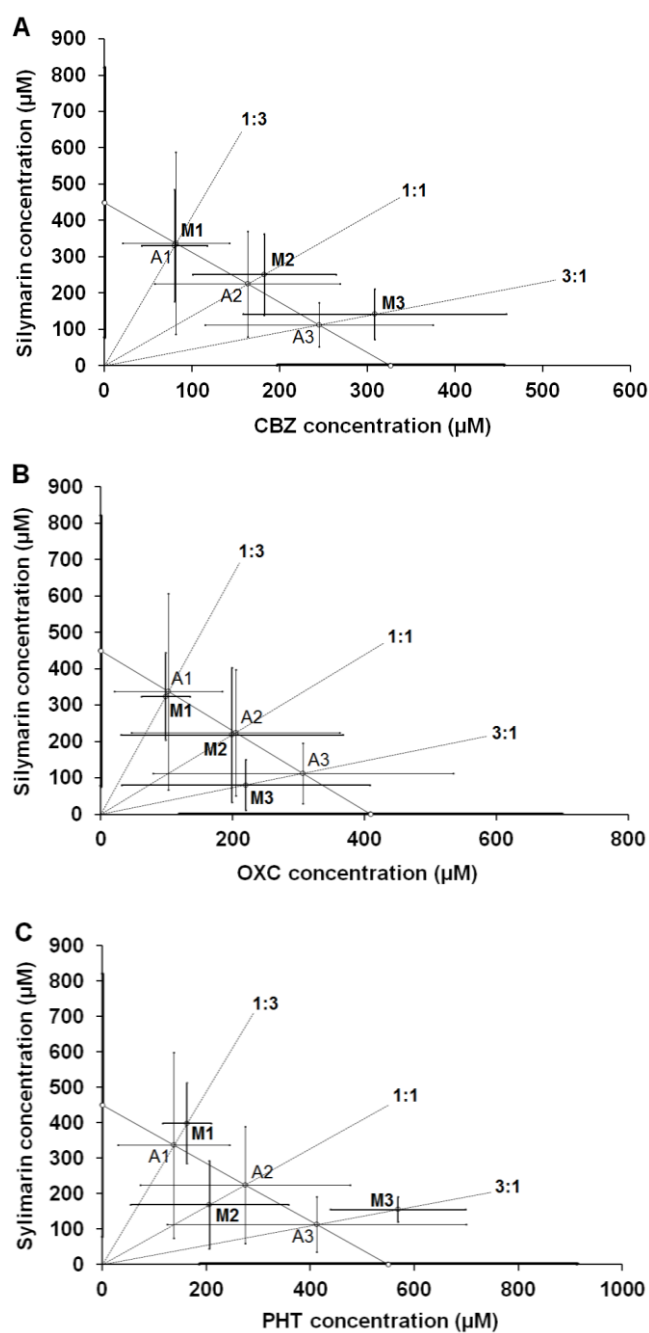 A
900
800
700
600
500
400
300
200
100
0
Silymarin concentration (µM)
1:3
1:1
3:1
M1
A1
M2
A2
M3
A3
0 100 200 300 400 500 600
CBZ concentration (µM)
B
900
800
700
600
500
400
300
200
100
0
Silymarin concentration (µM)
1:3
1:1
3:1
A1
M1
A2
M2
A3
M3
0 200 400 600 800
OXC concentration (µM)
C
900
800
700
600
500
400
300
200
100
0
Sylimarin concentration (µM)
1:3
1:1
3:1
M1
A1
A2
M2
M3
A3
0 200 400 600 800 1000
PHT concentration (µM)